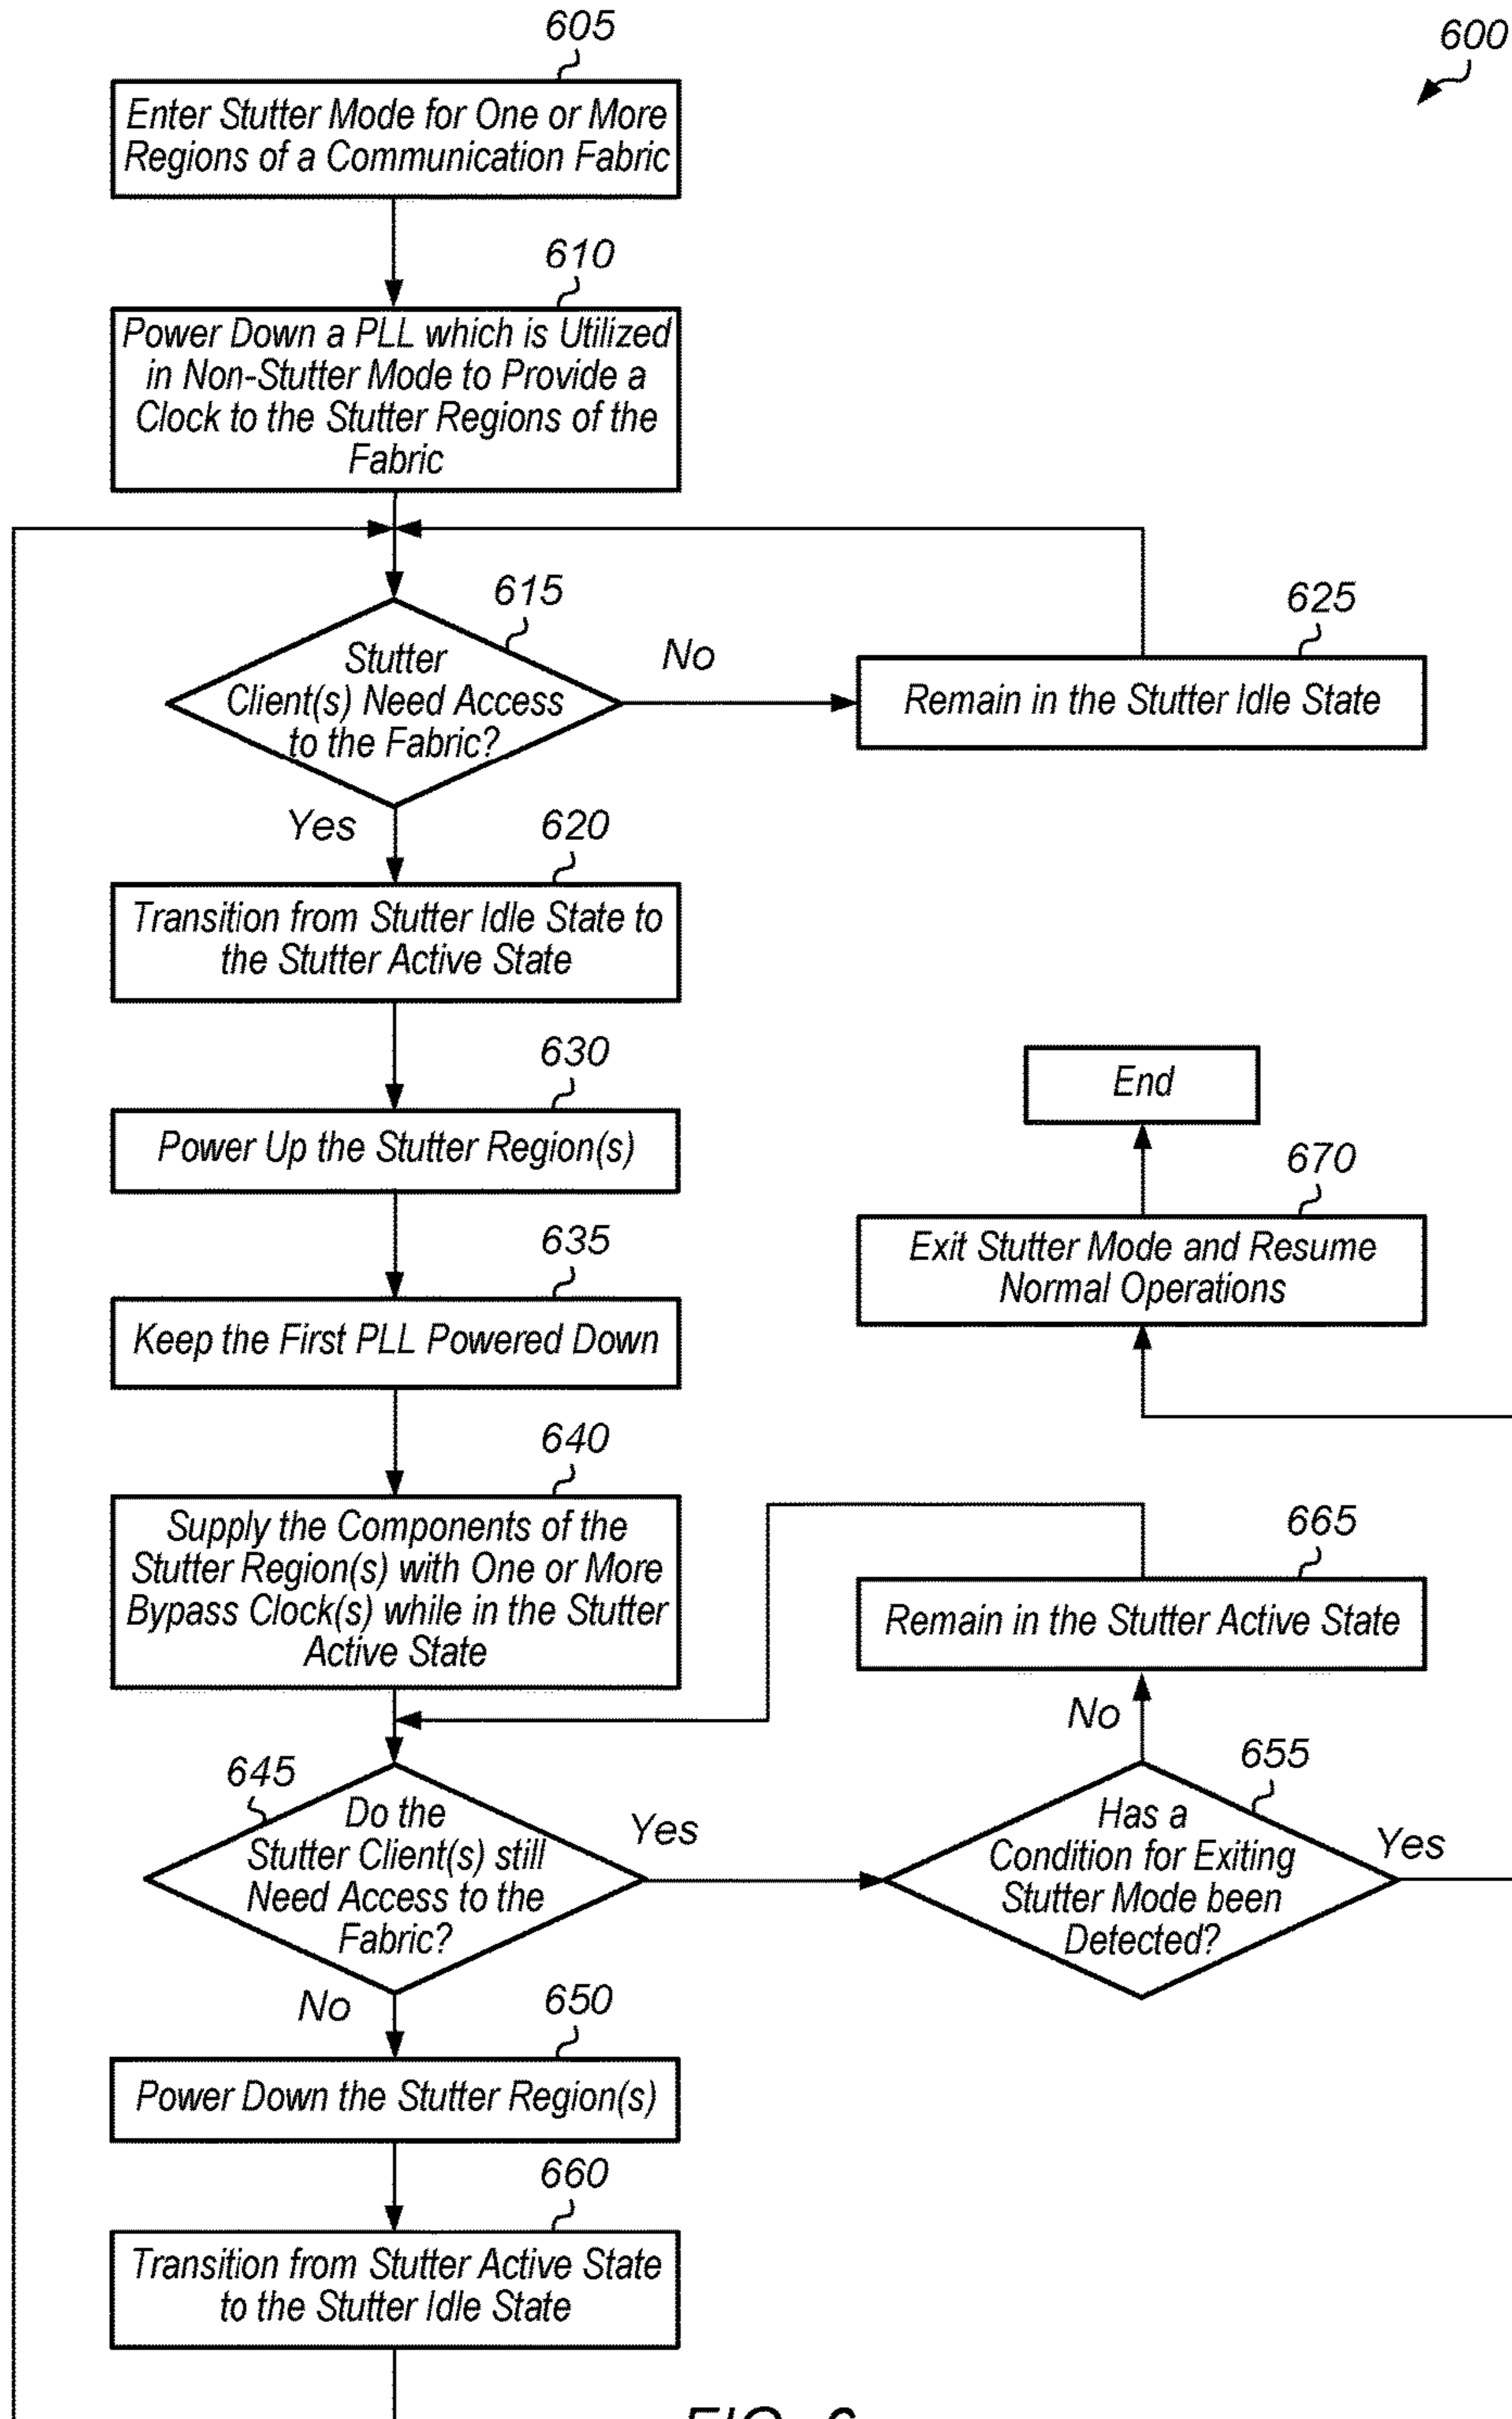 600
605
Enter Stutter Mode for One or More
Regions of a Communication Fabric
610
Power Down a PLL which is Utilized
in Non-Stutter Mode to Provide a
Clock to the Stutter Regions of the
Fabric
615
Stutter
Client(s) Need Access
to the Fabric?
No
625
Remain in the Stutter Idle State
Yes
620
Transition from Stutter Idle State to
the Stutter Active State
630
Power Up the Stutter Region(s)
635
Keep the First PLL Powered Down
640
Supply the Components of the
Stutter Region(s) with One or More
Bypass Clock(s) while in the Stutter
Active State
645
Do the
Stutter Client(s) still
Need Access to the
Fabric?
Yes
655
Has a
Condition for Exiting
Stutter Mode been
Detected?
No
665
Remain in the Stutter Active State
Yes
670
Exit Stutter Mode and Resume
Normal Operations
End
No
650
Power Down the Stutter Region(s)
660
Transition from Stutter Active State
to the Stutter Idle State
FIG. 6